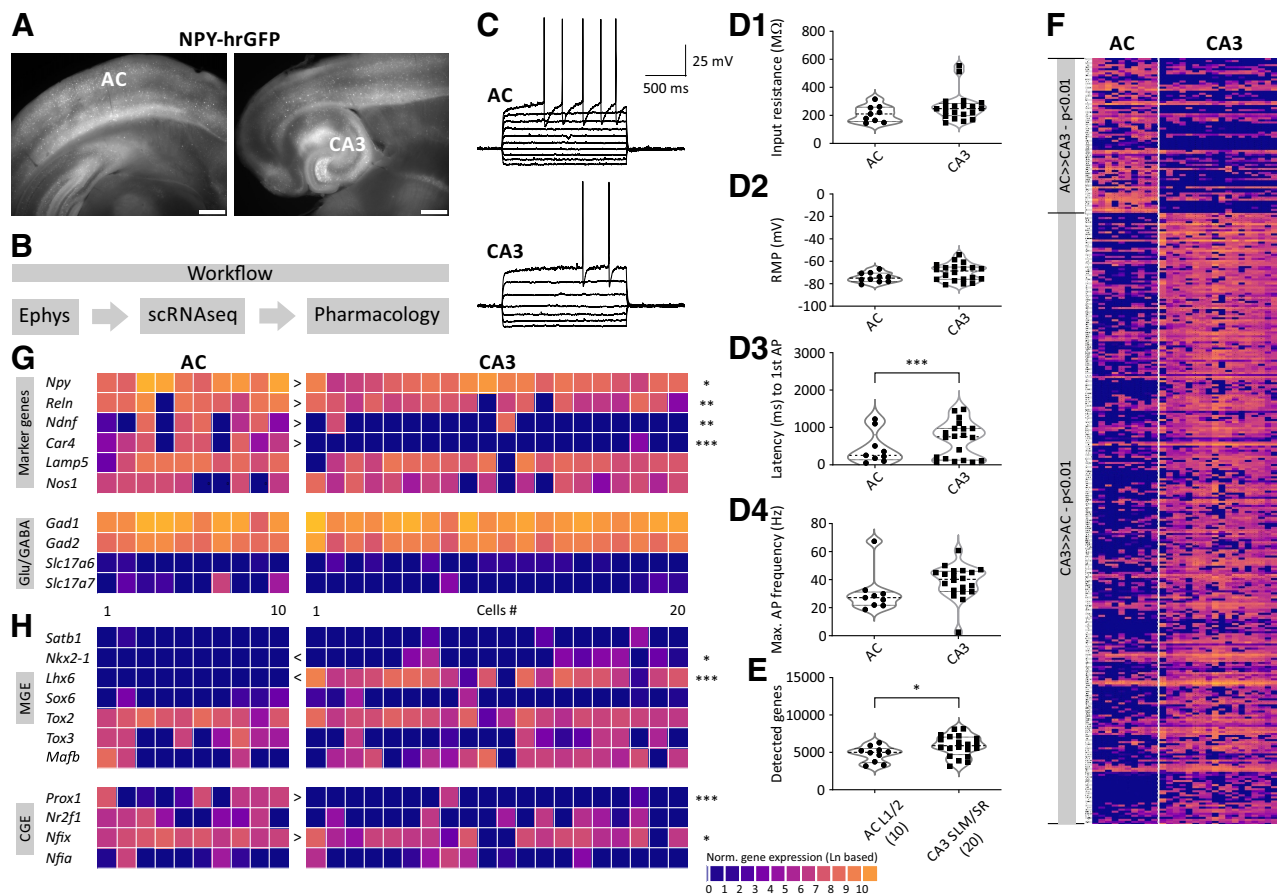 A
NPY-hrGFP
AC
CA3
B
Workflow
Ephys
scRNAseq
Pharmacology
C
AC
25 mV
500 ms
CA3
D1
Input resistance (MΩ)
800
600
400
200
0
AC
CA3
D2
RMP (mV)
0
-20
-40
-60
-80
-100
AC
CA3
D3
Latency (ms) to 1st AP
3000
2000
1000
0
***
AC
CA3
D4
Max. AP frequency (Hz)
80
60
40
20
0
AC
CA3
E
Detected genes
15000
10000
5000
0
*
AC L1/2
(10)
CA3 SLM/SR
(20)
F
AC
CA3
AC>>CA3 - p<0.01
CA3>>AC - p<0.01
G
AC
CA3
Marker genes
Npy > *
Reln > **
Ndnf > **
Car4 > ***
Lamp5
Nos1
Glu/GABA
Gad1
Gad2
Slc17a6
Slc17a7
1 10 1 Cells # 20
H
MGE
Satb1
Nkx2-1 < *
Lhx6 < ***
Sox6
Tox2
Tox3
Mafb
CGE
Prox1 > ***
Nr2f1
Nfix > *
Nfia
Norm. gene expression (Ln based)
0 1 2 3 4 5 6 7 8 9 10